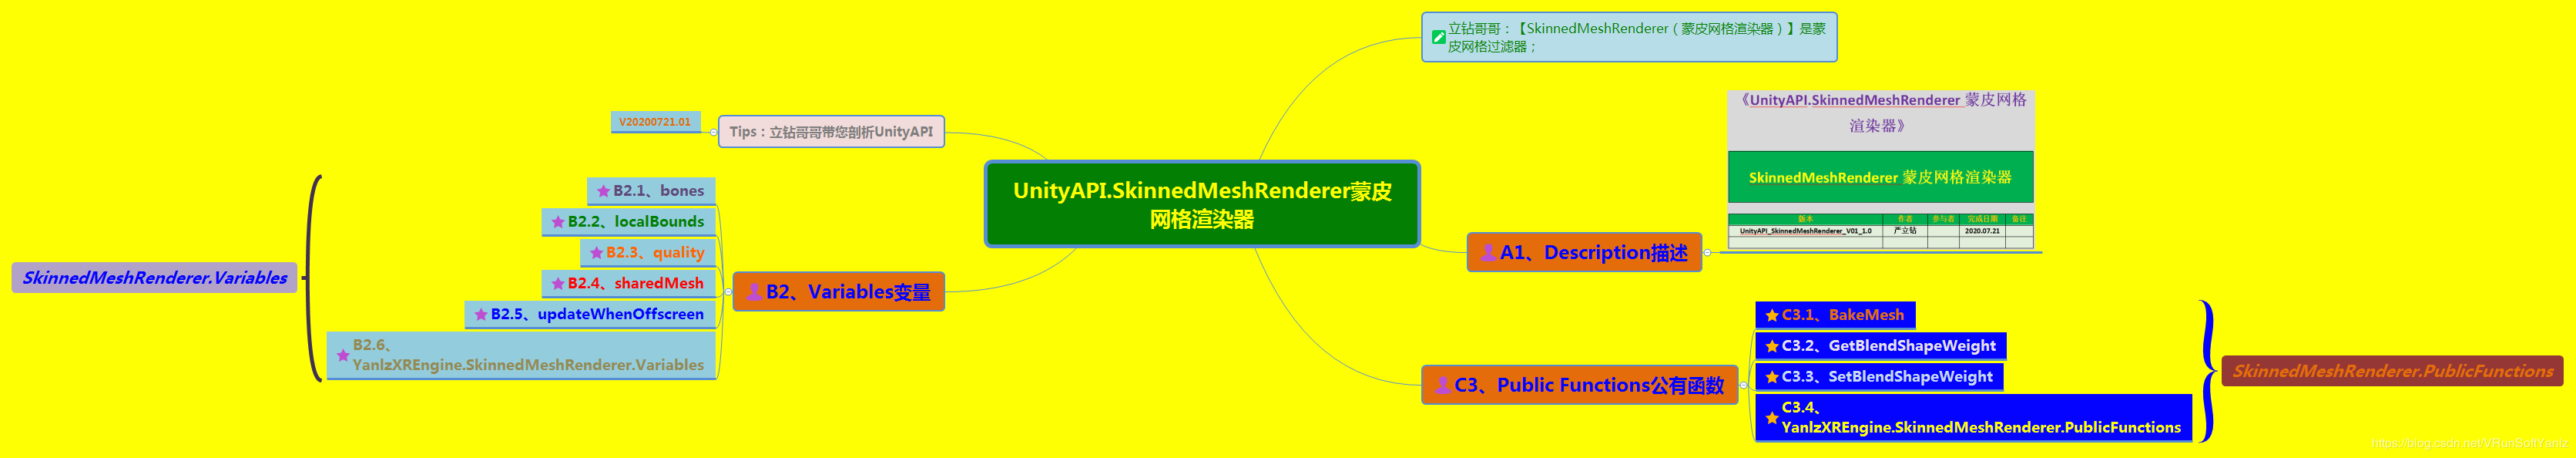 立钻哥哥：【SkinnedMeshRenderer（蒙皮网格渲染器）】是蒙
皮网格过滤器；
V20200721.01
Tips：立钻哥哥带您剖析UnityAPI
UnityAPI.SkinnedMeshRenderer蒙皮
网格渲染器
《UnityAPI.SkinnedMeshRenderer 蒙皮网格
渲染器》
SkinnedMeshRenderer 蒙皮网格渲染器
版本 作者 参与者 完成日期 备注
UnityAPI_SkinnedMeshRenderer_V01_1.0 严立钻 2020.07.21
A1、Description描述
B2、Variables变量
B2.1、bones
B2.2、localBounds
B2.3、quality
B2.4、sharedMesh
B2.5、updateWhenOffscreen
B2.6、
YanlzXREngine.SkinnedMeshRenderer.Variables
SkinnedMeshRenderer.Variables
C3、Public Functions公有函数
C3.1、BakeMesh
C3.2、GetBlendShapeWeight
C3.3、SetBlendShapeWeight
C3.4、
YanlzXREngine.SkinnedMeshRenderer.PublicFunctions
SkinnedMeshRenderer.PublicFunctions
https://blog.csdn.net/VRunSoftYanlz